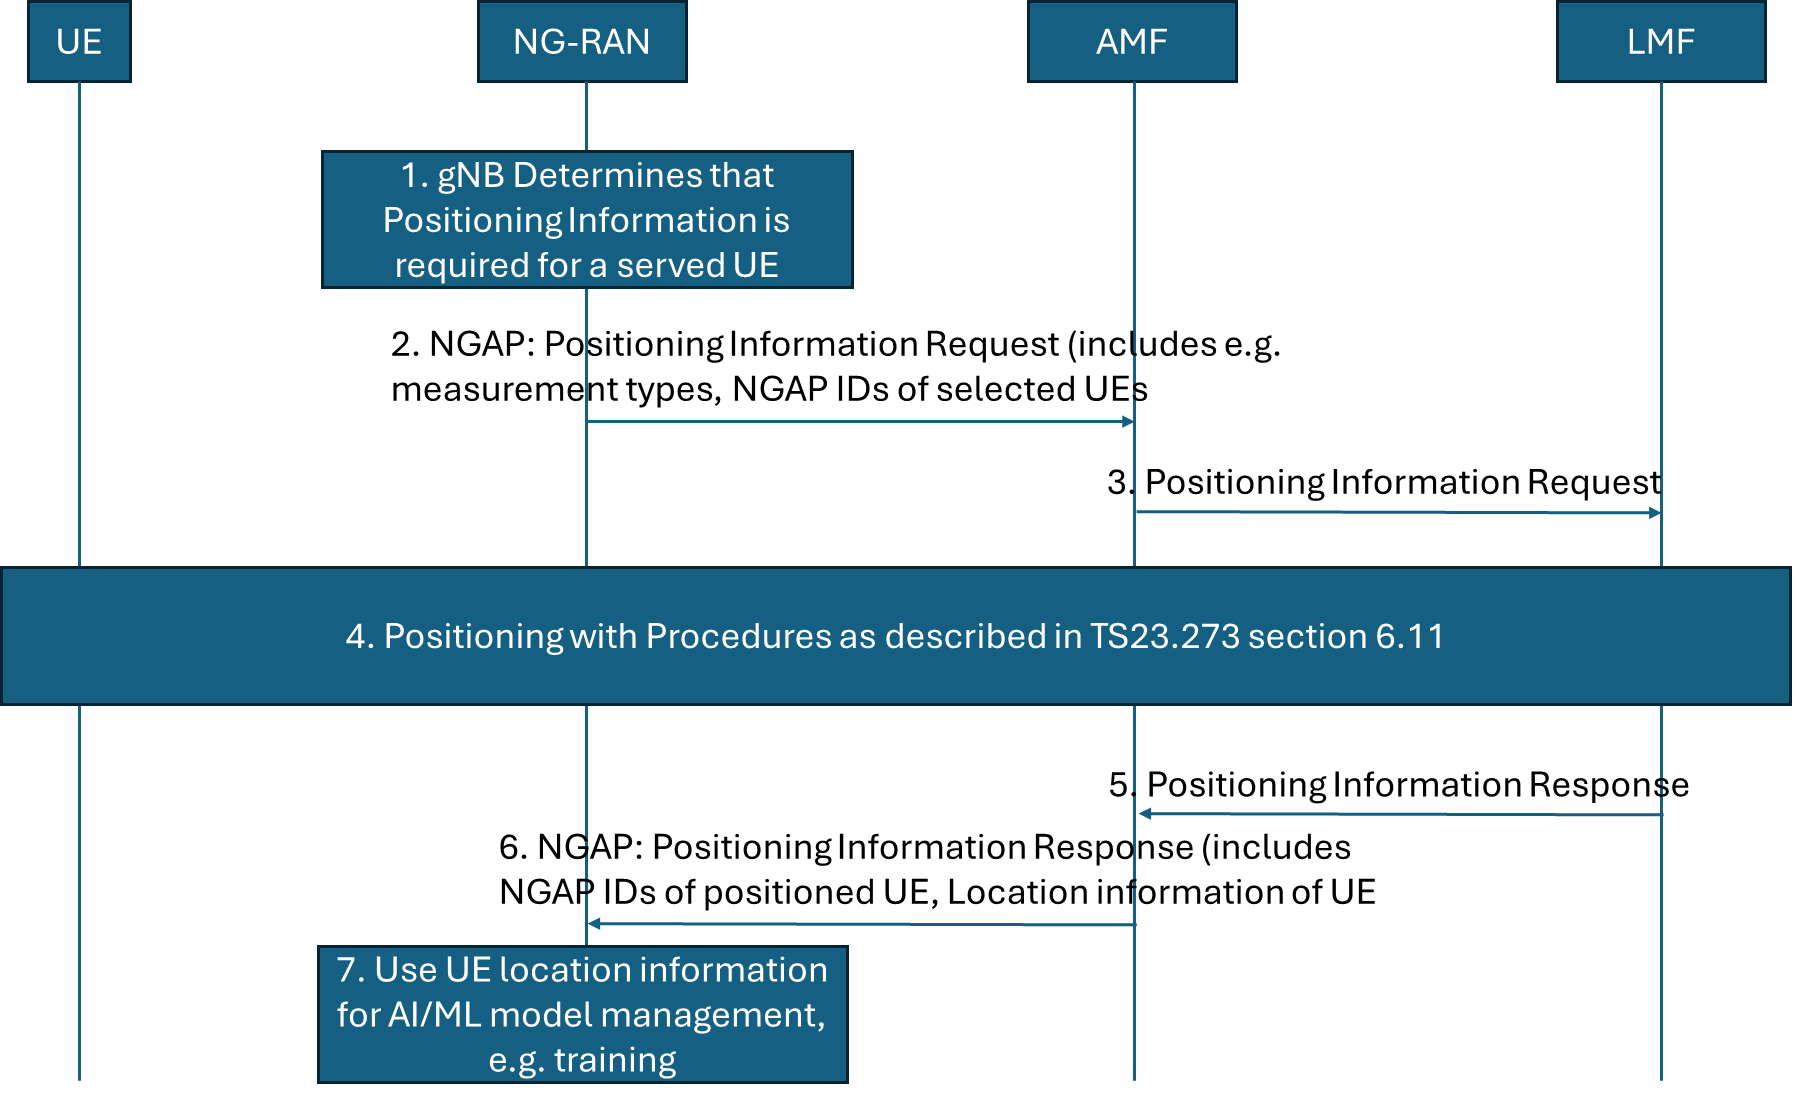 UE
NG-RAN
AMF
LMF
1. gNB Determines that
Positioning Information is
required for a served UE
2. NGAP: Positioning Information Request (includes e.g.
measurement types, NGAP IDs of selected UEs
3. Positioning Information Request
4. Positioning with Procedures as described in TS23.273 section 6.11
5. Positioning Information Response
6. NGAP: Positioning Information Response (includes
NGAP IDs of positioned UE, Location information of UE
7. Use UE location information
for AI/ML model management,
e.g. training